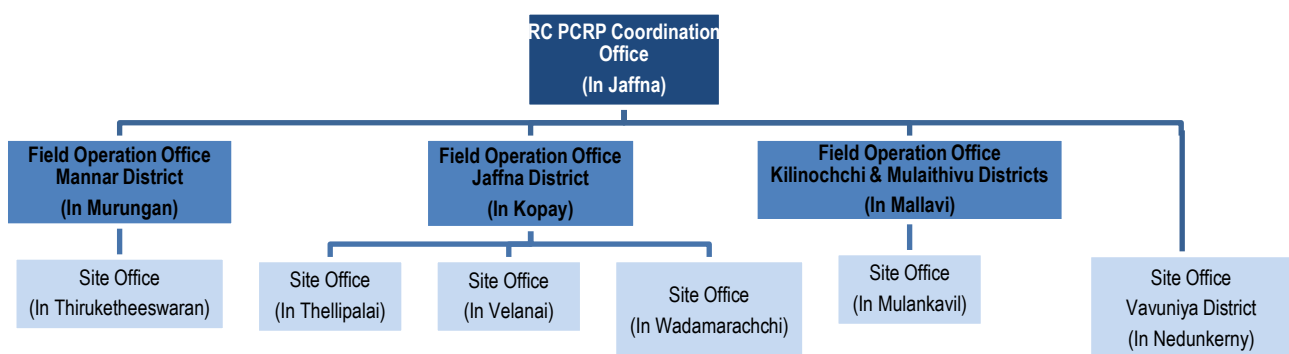 RC PCRP Coordination
Office
(In Jaffna)
Field Operation Office
Mannar District
(In Murungan)
Field Operation Office
Jaffna District
(In Kopay)
Field Operation Office
Kilinochchi & Mulaithivu Districts
(In Mallavi)
Site Office
(In Thiruketheeswaran)
Site Office
(In Thellipalai)
Site Office
(In Velanai)
Site Office
(In Wadamarachchi)
Site Office
(In Mulankavil)
Site Office
Vavuniya District
(In Nedunkerny)